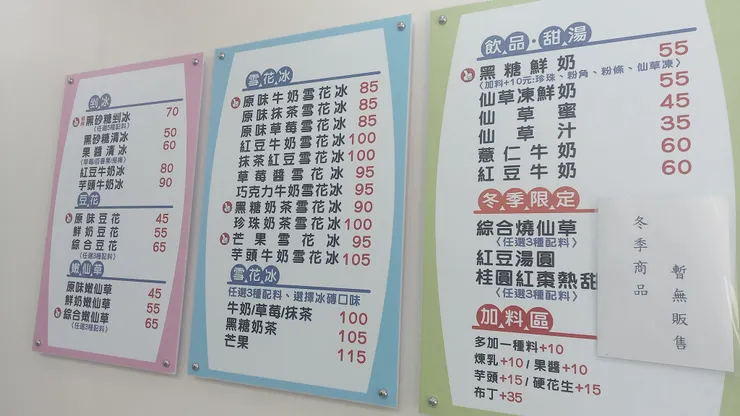 剉冰
黑砂糖剉冰 70
(任選5種配料)
黑砂糖清冰 50
果醬清冰 60
紅豆牛奶冰 80
芋頭牛奶冰 90
豆花
原味豆花 45
鮮奶豆花 55
綜合豆花 65
(任選3種配料)
嫩仙草
原味嫩仙草 45
鮮奶嫩仙草 55
綜合嫩仙草 65
(任選3種配料)
雪花冰
原味牛奶雪花冰 85
原味抹茶雪花冰 85
原味草莓雪花冰 85
紅豆牛奶雪花冰 100
抹茶紅豆雪花冰 100
草莓醬雪花冰 95
巧克力牛奶雪花冰 95
黑糖奶茶雪花冰 90
珍珠奶茶雪花冰 100
芒果雪花冰 95
芋頭牛奶雪花冰 105
雪花冰
任選3種配料、選擇冰磚口味
牛奶/草莓/抹茶 100
黑糖奶茶 105
芒果 115
飲品·甜湯
黑糖鮮奶 55
(加料+10元:珍珠、粉角、粉條、仙草凍)
仙草凍鮮奶 55
仙草蜜 45
仙草汁 35
薏仁牛奶 60
紅豆牛奶 60
冬季限定
綜合燒仙草
(任選3種配料)
紅豆湯圓
桂圓紅棗熱甜
加料區
多加一種料+10
煉乳+10/果醬+10
芋頭+15/硬花生+15
布丁+35
冬季商品
暫無販售